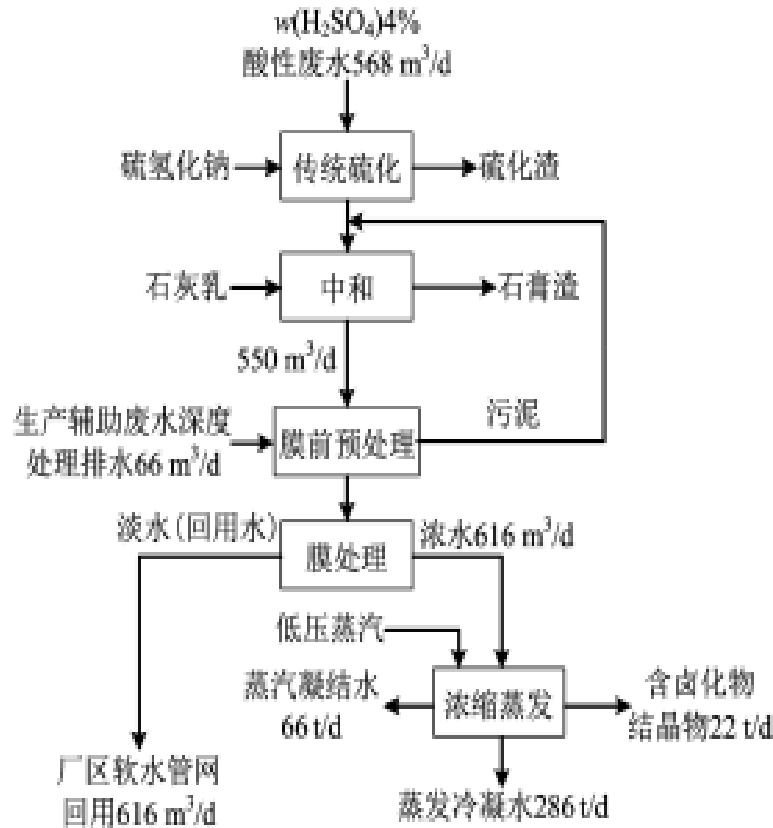 w(H₂SO₄)4%
酸性废水568 m³/d
硫氢化钠
传统硫化
硫化渣
石灰乳
中和
石膏渣
550 m³/d
生产辅助废水深度
处理排水66 m³/d
膜前预处理
污泥
淡水(回用水)
膜处理
浓水616 m³/d
低压蒸汽
蒸汽凝结水
66 t/d
浓缩蒸发
含卤化物
结晶物22 t/d
厂区软水管网
回用616 m³/d
蒸发冷凝水286 t/d